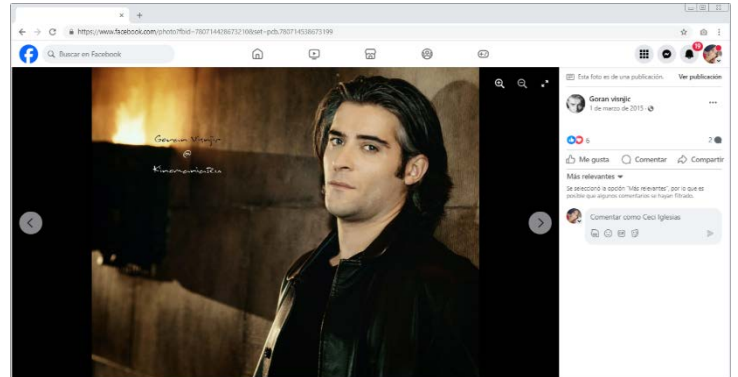 https://www.facebook.com/photo?fbid=780714428673210&set=pcb.780714538673199
Buscar en Facebook
19
Goran Visnjic
@
Esta foto es de una publicación. Ver publicación
Goran visnjic
1 de marzo de 2015
6 2
Me gusta Comentar Compartir
Más relevantes
Se seleccionó la opción "Más relevantes", por lo que es
posible que algunos comentarios se hayan filtrado.
Comentar como Ceci Iglesias
GIF